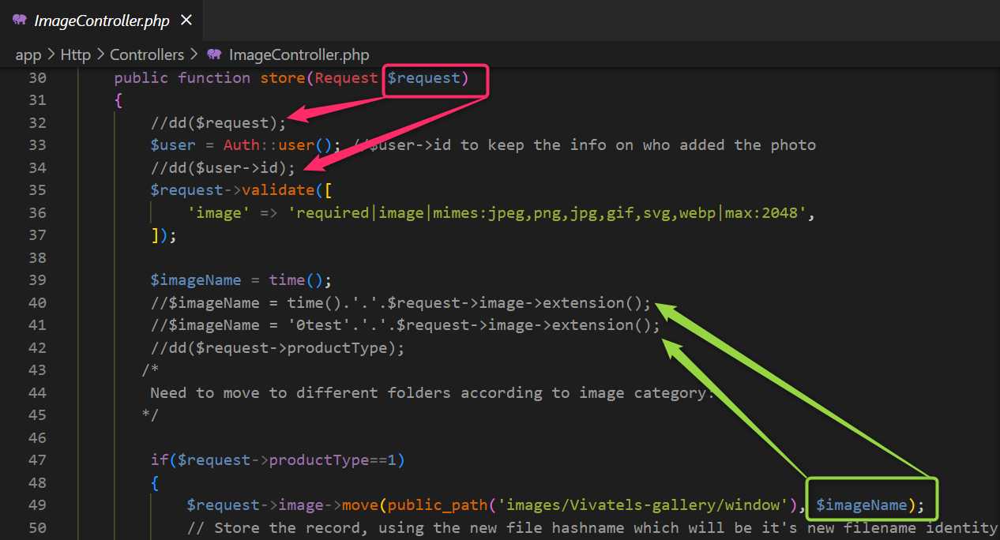 ImageController.php
app > Http > Controllers > ImageController.php
30 public function store(Request $request)
31 {
32 //dd($request);
33 $user = Auth::user(); //$user->id to keep the info on who added the photo
34 //dd($user->id);
35 $request->validate([
36 'image' => 'required|image|mimes:jpeg,png,jpg,gif,svg,webp|max:2048',
37 ]);
38
39 $imageName = time();
40 //$imageName = time().'.'.$request->image->extension();
41 //$imageName = '0test'.'.'.$request->image->extension();
42 //dd($request->productType);
43 /*
44 Need to move to different folders according to image category:
45 */
46
47 if($request->productType==1)
48 {
49 $request->image->move(public_path('images/Vivatels-gallery/window'), $imageName);
50 // Store the record, using the new file hashname which will be it's new filename identity